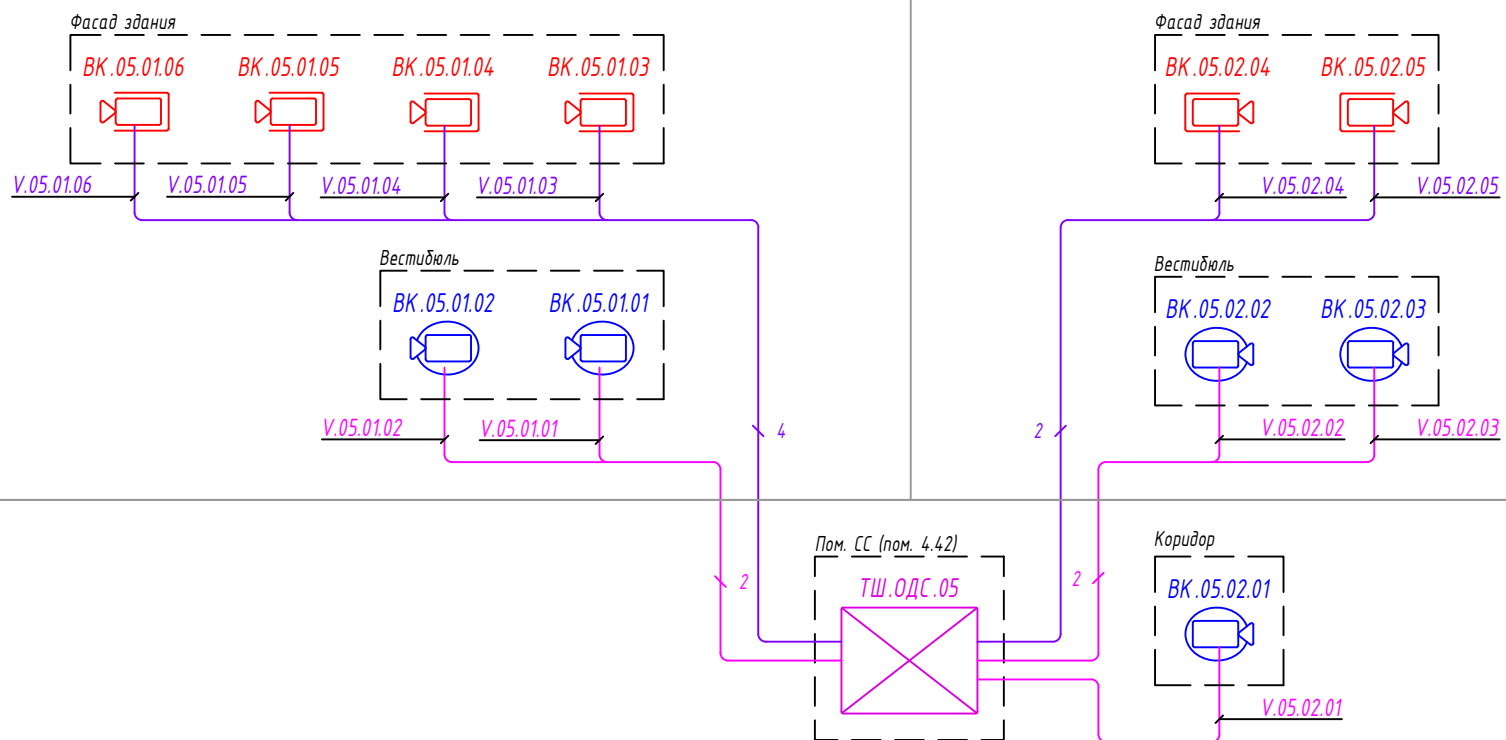 Фасад здания
ВК.05.01.06 ВК.05.01.05 ВК.05.01.04 ВК.05.01.03
V.05.01.06 V.05.01.05 V.05.01.04 V.05.01.03
Вестибюль
ВК.05.01.02 ВК.05.01.01
V.05.01.02 V.05.01.01
4
2
Фасад здания
ВК.05.02.04 ВК.05.02.05
V.05.02.04 V.05.02.05
Вестибюль
ВК.05.02.02 ВК.05.02.03
V.05.02.02 V.05.02.03
2
2
Пом. СС (пом. 4.42)
ТШ.ОДС.05
Коридор
ВК.05.02.01
V.05.02.01